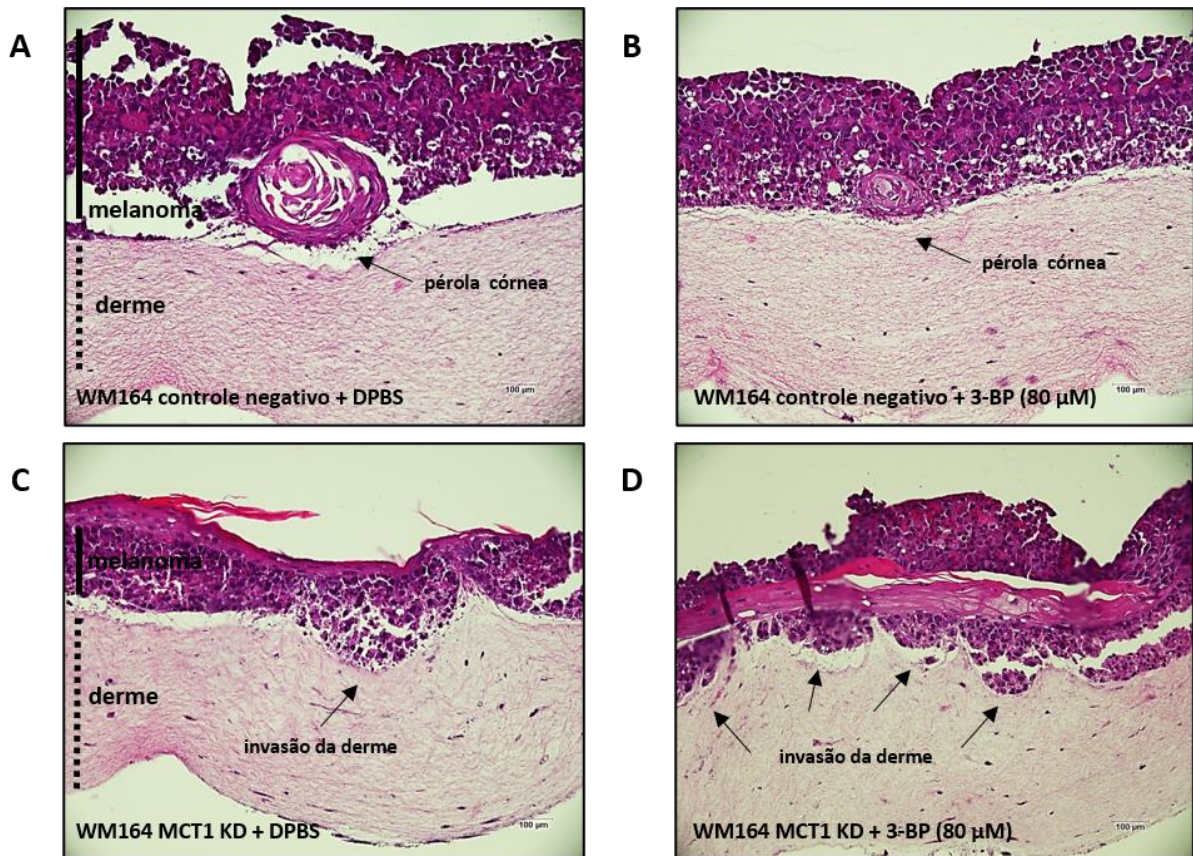 A
melanoma
derme
pérola córnea
WM164 controle negativo + DPBS
100 µm
B
pérola córnea
WM164 controle negativo + 3-BP (80 µM)
100 µm
C
melanoma
derme
invasão da derme
WM164 MCT1 KD + DPBS
100 µm
D
invasão da derme
WM164 MCT1 KD + 3-BP (80 µM)
100 µm